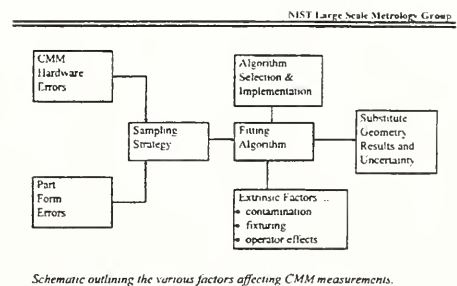 NIST Large Scale Metrology Group
CMM
Hardware
Errors
Algorithm
Selection &
Implementation
Sampling
Strategy
Fitting
Algorithm
Substitute
Geometry
Results and
Uncertainty
Part
Form
Errors
Extrinsic Factors ..
• contamination
• fixturing
• operator effects
Schematic outlining the various factors affecting CMM measurements.